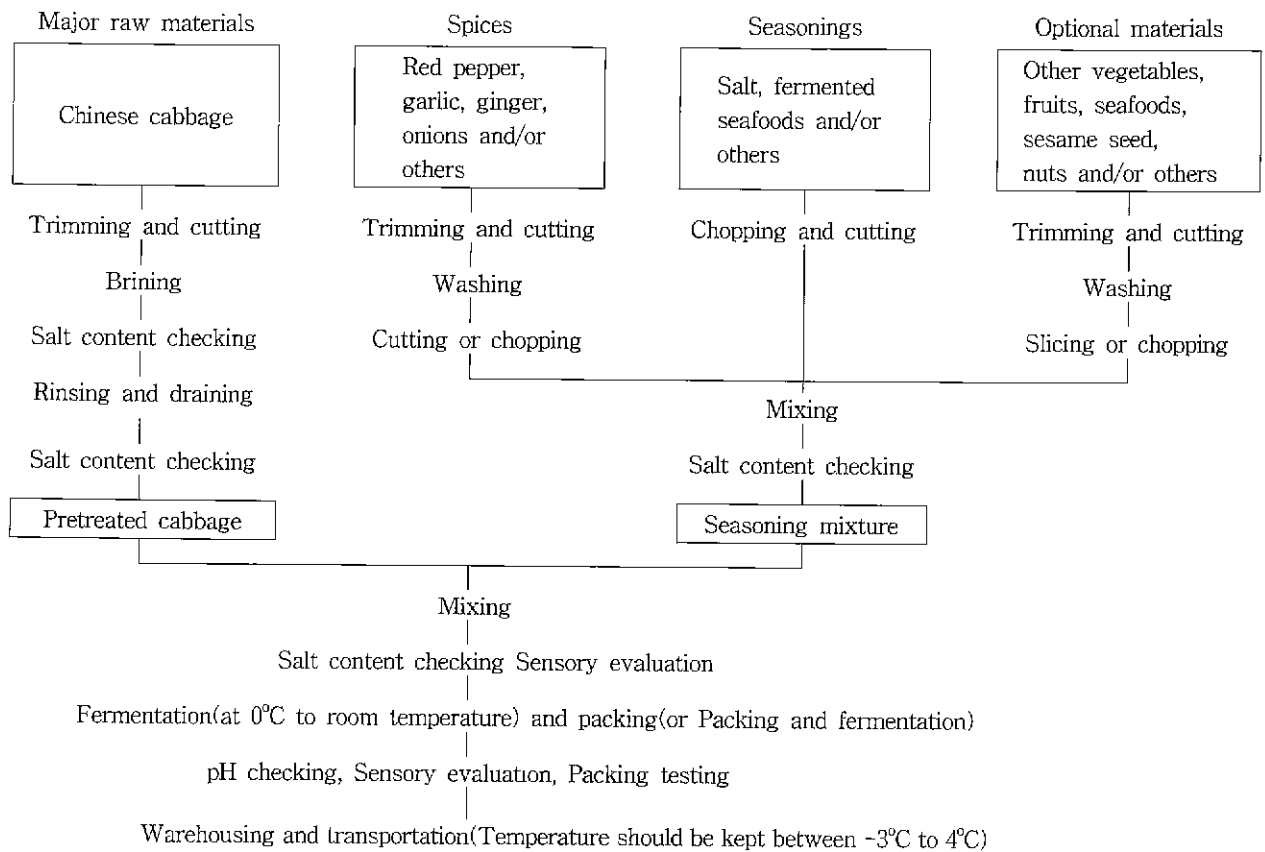 Major raw materials
Spices
Seasonings
Optional materials
Chinese cabbage
Red pepper,
garlic, ginger,
onions and/or
others
Salt, fermented
seafoods and/or
others
Other vegetables,
fruits, seafoods,
sesame seed,
nuts and/or others
Trimming and cutting
Trimming and cutting
Chopping and cutting
Trimming and cutting
Brining
Washing
Washing
Salt content checking
Cutting or chopping
Slicing or chopping
Rinsing and draining
Mixing
Salt content checking
Salt content checking
Pretreated cabbage
Seasoning mixture
Mixing
Salt content checking Sensory evaluation
Fermentation(at 0°C to room temperature) and packing(or Packing and fermentation)
pH checking, Sensory evaluation, Packing testing
Warehousing and transportation(Temperature should be kept between -3°C to 4°C)